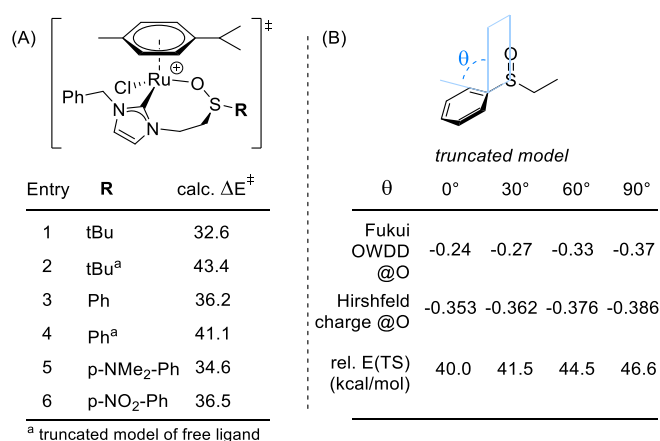 (A)
‡
Cl
Ru
⊕
O
Ph
S
R
N
N
Entry R calc. ΔE‡
1 tBu 32.6
2 tBuᵃ 43.4
3 Ph 36.2
4 Phᵃ 41.1
5 p-NMe₂-Ph 34.6
6 p-NO₂-Ph 36.5
ᵃ truncated model of free ligand
(B)
θ
O
S
truncated model
θ 0° 30° 60° 90°
Fukui
OWDD -0.24 -0.27 -0.33 -0.37
@O
Hirshfeld -0.353 -0.362 -0.376 -0.386
charge @O
rel. E(TS) 40.0 41.5 44.5 46.6
(kcal/mol)